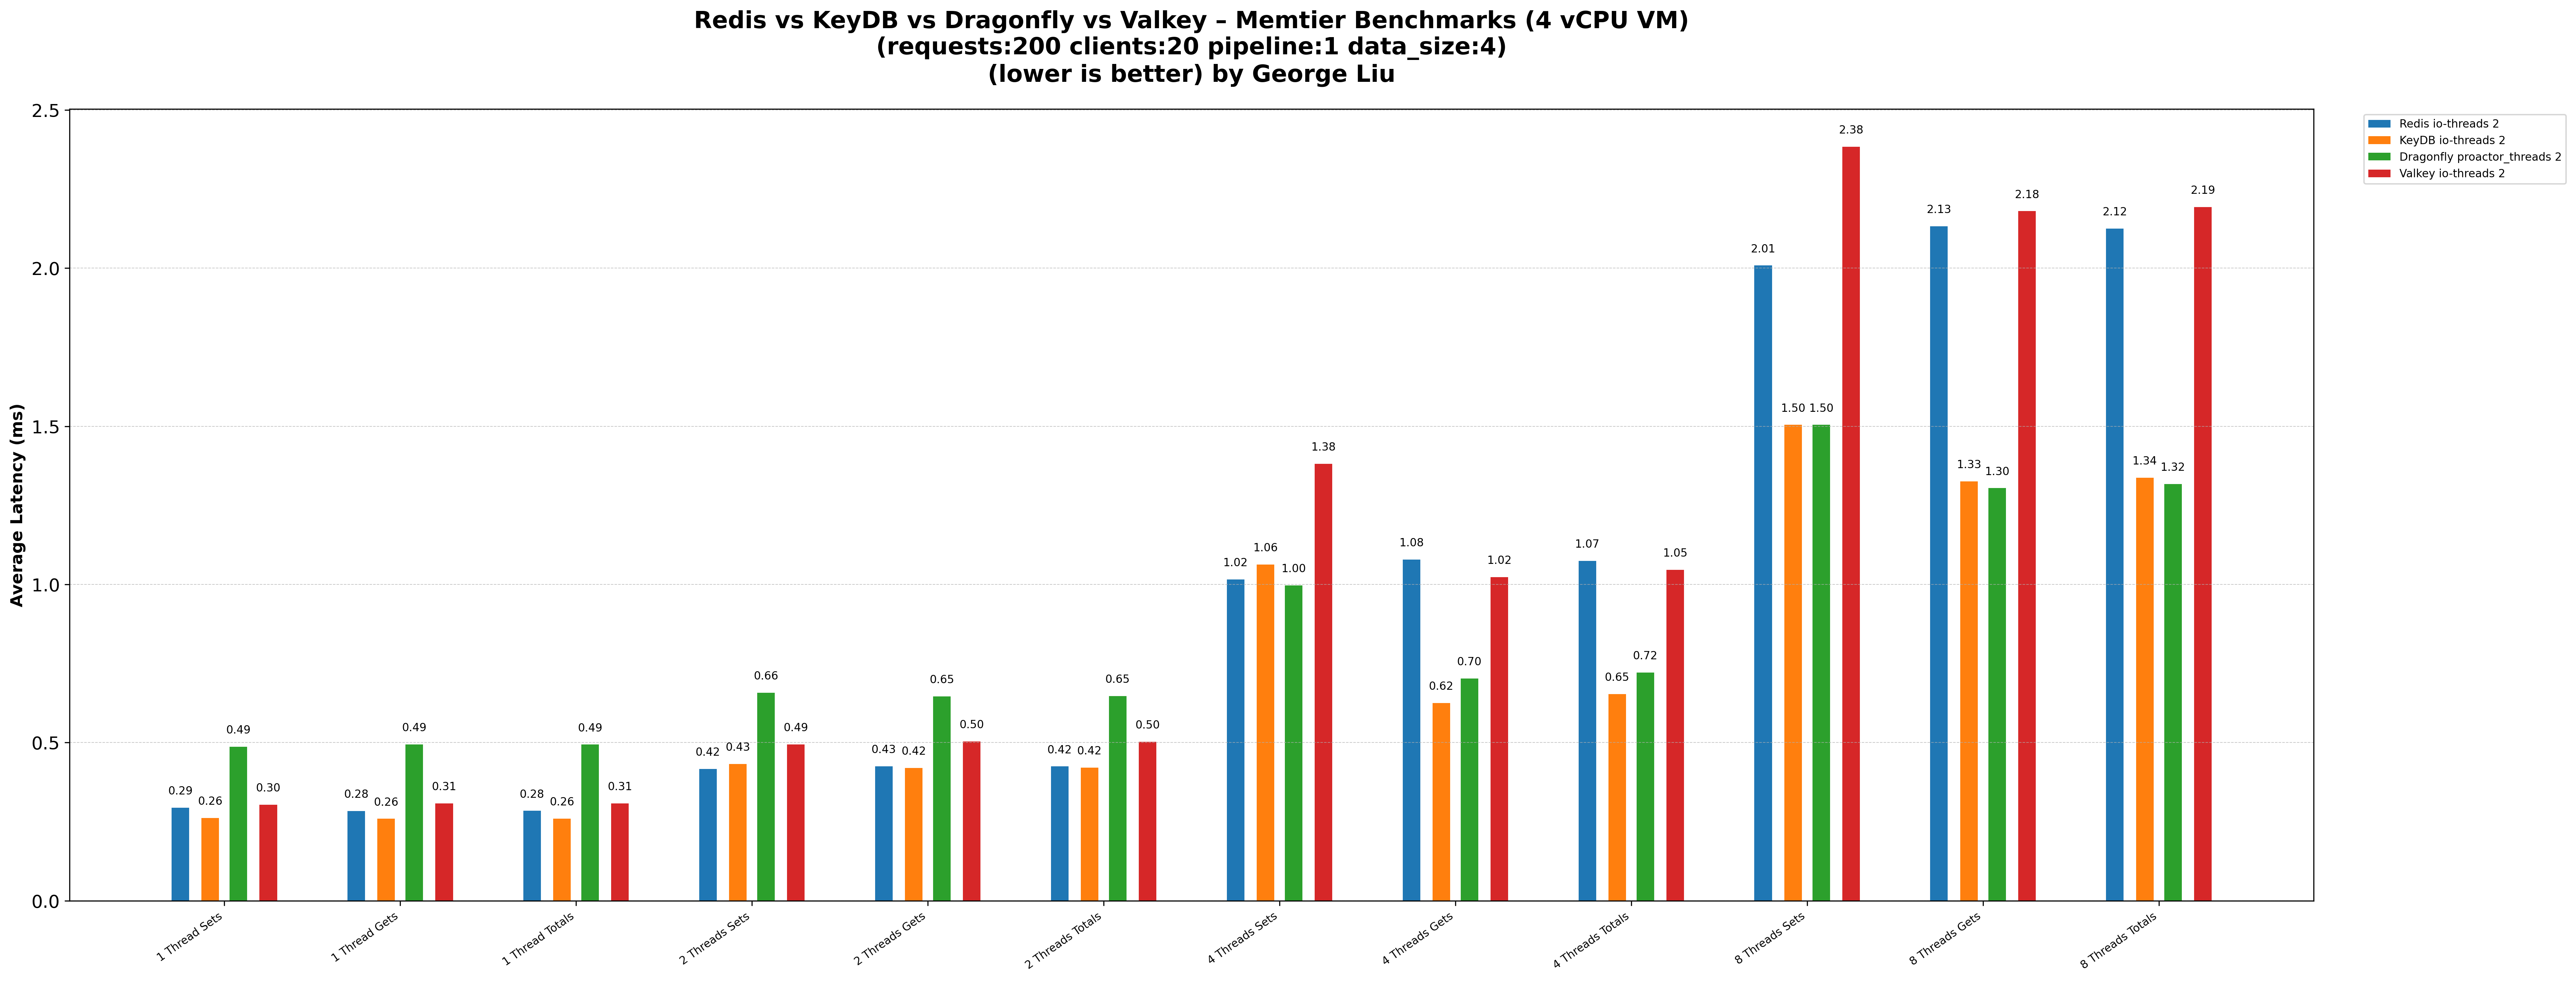 Redis vs KeyDB vs Dragonfly vs Valkey – Memtier Benchmarks (4 vCPU VM)
(requests:200 clients:20 pipeline:1 data_size:4)
(lower is better) by George Liu
Average Latency (ms)
2.5
2.0
1.5
1.0
0.5
0.0
Redis io-threads 2
KeyDB io-threads 2
Dragonfly proactor_threads 2
Valkey io-threads 2
0.29 0.26 0.49 0.30
0.28 0.26 0.49 0.31
0.28 0.26 0.49 0.31
0.42 0.43 0.66 0.49
0.43 0.42 0.65 0.50
0.42 0.42 0.65 0.50
1.02 1.06 1.00 1.38
1.08 0.62 0.70 1.02
1.07 0.65 0.72 1.05
2.01 1.50 1.50 2.38
2.13 1.33 1.30 2.18
2.12 1.34 1.32 2.19
1 Thread Sets
1 Thread Gets
1 Thread Totals
2 Threads Sets
2 Threads Gets
2 Threads Totals
4 Threads Sets
4 Threads Gets
4 Threads Totals
8 Threads Sets
8 Threads Gets
8 Threads Totals